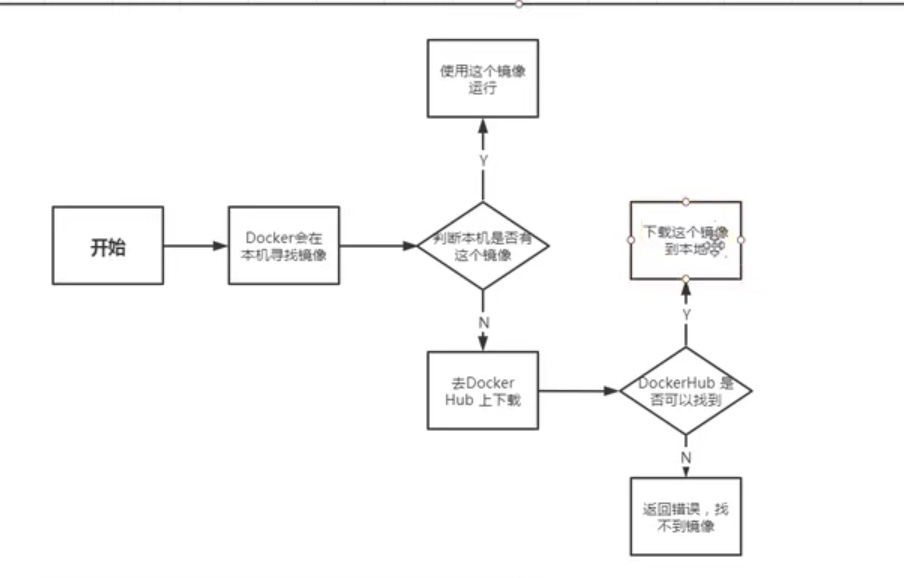 使用这个镜像
运行
Y
开始
Docker会在
本机寻找镜像
判断本机是否有
这个镜像
下载这个镜像
到本地
N
Y
去Docker
Hub 上下载
DockerHub 是
否可以找到
N
返回错误，找
不到镜像